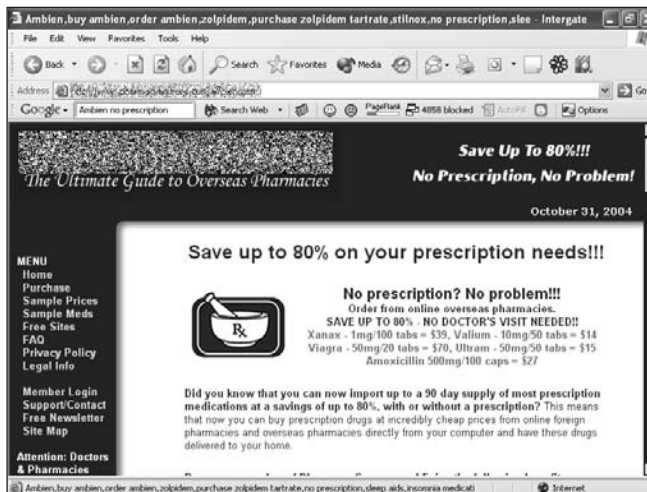 Ambien,buy ambien,order ambien,zolpidem,purchase zolpidem tartrate,stilnox,no prescription,slee - Intergate
File Edit View Favorites Tools Help
Back Search Favorites Media
Address Go
Google Ambien no prescription Search Web PageRank 4858 blocked AutoFill Options
The Ultimate Guide to Overseas Pharmacies
Save Up To 80%!!!
No Prescription, No Problem!
October 31, 2004
MENU
Home
Purchase
Sample Prices
Sample Meds
Free Sites
FAQ
Privacy Policy
Legal Info
Member Login
Support/Contact
Free Newsletter
Site Map
Attention: Doctors
& Pharmacies
Save up to 80% on your prescription needs!!!
Rx
No prescription? No problem!!!
Order from online overseas pharmacies.
SAVE UP TO 80% - NO DOCTOR'S VISIT NEEDED!!
Xanax - 1mg/100 tabs = $39, Valium - 10mg/50 tabs = $14
Viagra - 50mg/20 tabs = $70, Ultram - 50mg/50 tabs = $15
Amoxicillin 500mg/100 caps = $27
Did you know that you can now import up to a 90 day supply of most prescription
medications at a savings of up to 80%, with or without a prescription? This means
that now you can buy prescription drugs at incredibly cheap prices from online foreign
pharmacies and overseas pharmacies directly from your computer and have these drugs
delivered to your home.
Ambien,buy ambien,order ambien,zolpidem,purchase zolpidem tartrate,no prescription,sleep aids,insomnia medicati Internet